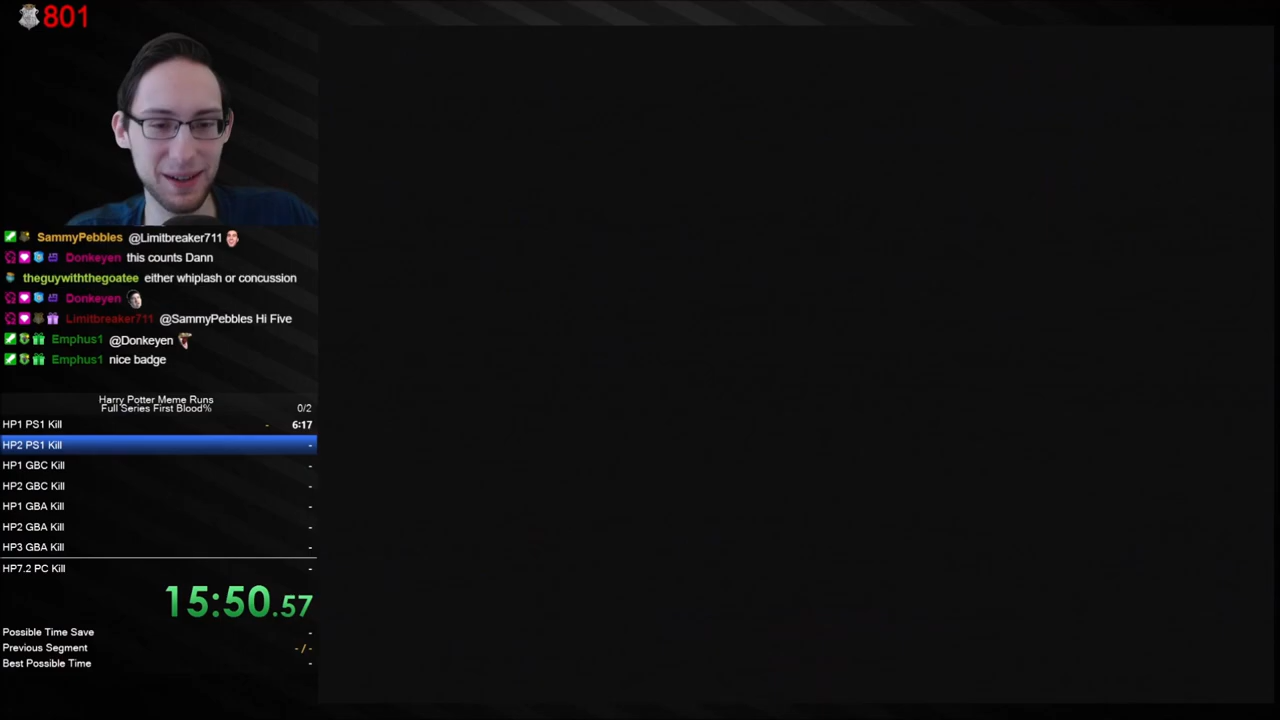 801
SammyPebbles @Limitbreaker711
Donkeyen this counts Dann
theguywiththegoatee either whiplash or concussion
Donkeyen
Limitbreaker711 @SammyPebbles Hi Five
Emphus1 @Donkeyen
Emphus1 nice badge
Harry Potter Meme Runs
Full Series First Blood% 0/2
HP1 PS1 Kill - 6:17
HP2 PS1 Kill -
HP1 GBC Kill -
HP2 GBC Kill -
HP1 GBA Kill -
HP2 GBA Kill -
HP3 GBA Kill -
HP7.2 PC Kill -
15:50.57
Possible Time Save -
Previous Segment - / -
Best Possible Time -